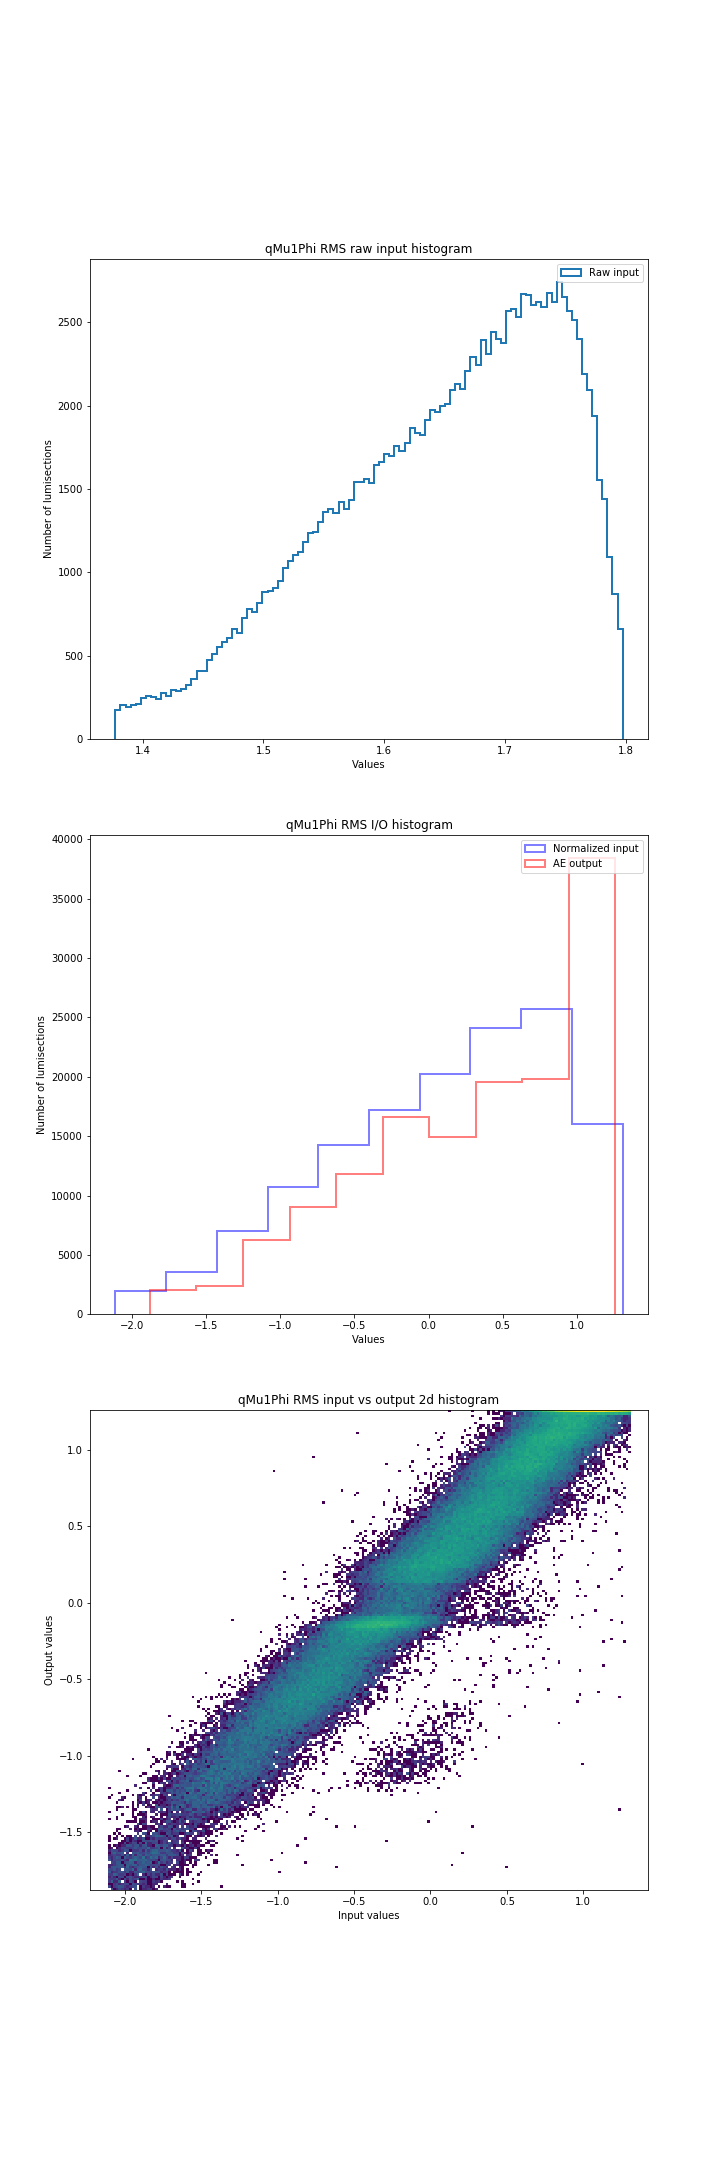 qMu1Phi RMS raw input histogram
Raw input
2500
2000
1500
1000
500
0
Number of lumisections
1.4 1.5 1.6 1.7 1.8
Values
qMu1Phi RMS I/O histogram
Normalized input
AE output
40000
35000
30000
25000
20000
15000
10000
5000
0
Number of lumisections
−2.0 −1.5 −1.0 −0.5 0.0 0.5 1.0
Values
qMu1Phi RMS input vs output 2d histogram
1.0
0.5
0.0
−0.5
−1.0
−1.5
Output values
−2.0 −1.5 −1.0 −0.5 0.0 0.5 1.0
Input values